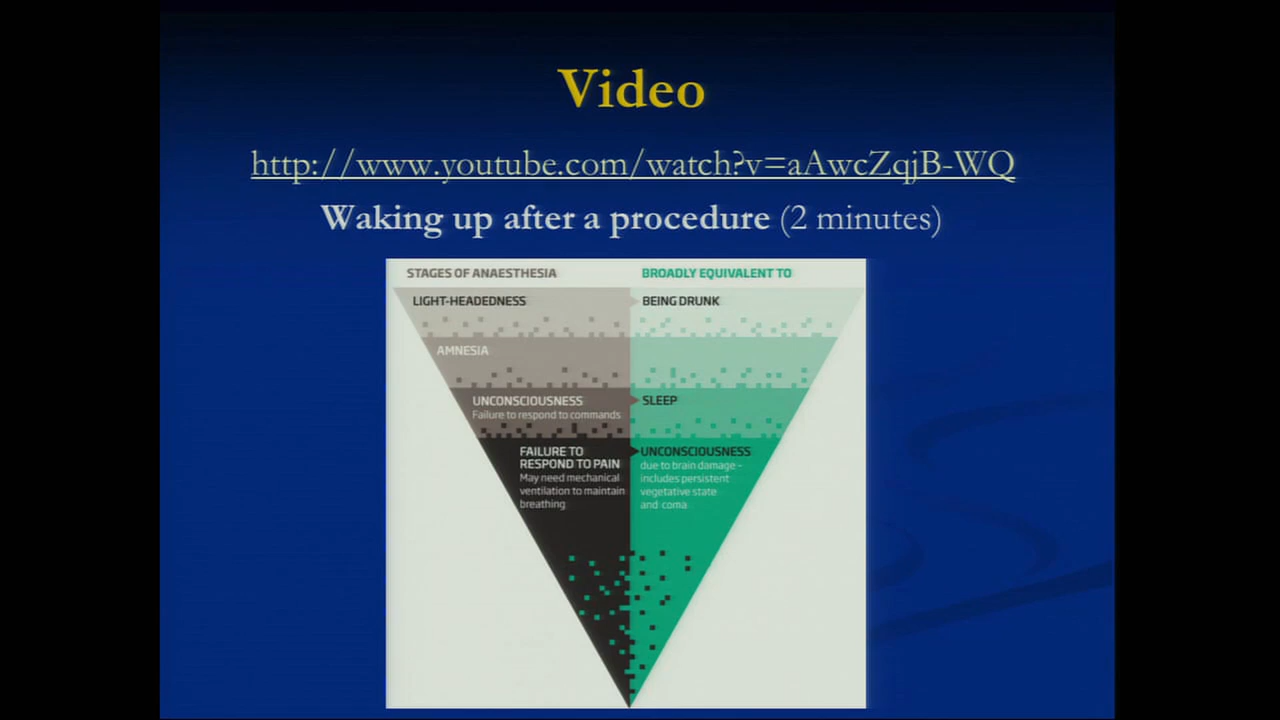 Video
http://www.youtube.com/watch?v=aAwcZqjB-WQ
Waking up after a procedure (2 minutes)
STAGES OF ANAESTHESIA
BROADLY EQUIVALENT TO
LIGHT-HEADEDNESS
BEING DRUNK
AMNESIA
UNCONSCIOUSNESS
Failure to respond to commands
SLEEP
FAILURE TO
RESPOND TO PAIN
May need mechanical
ventilation to maintain
breathing
UNCONSCIOUSNESS
due to brain damage –
includes persistent
vegetative state
and coma